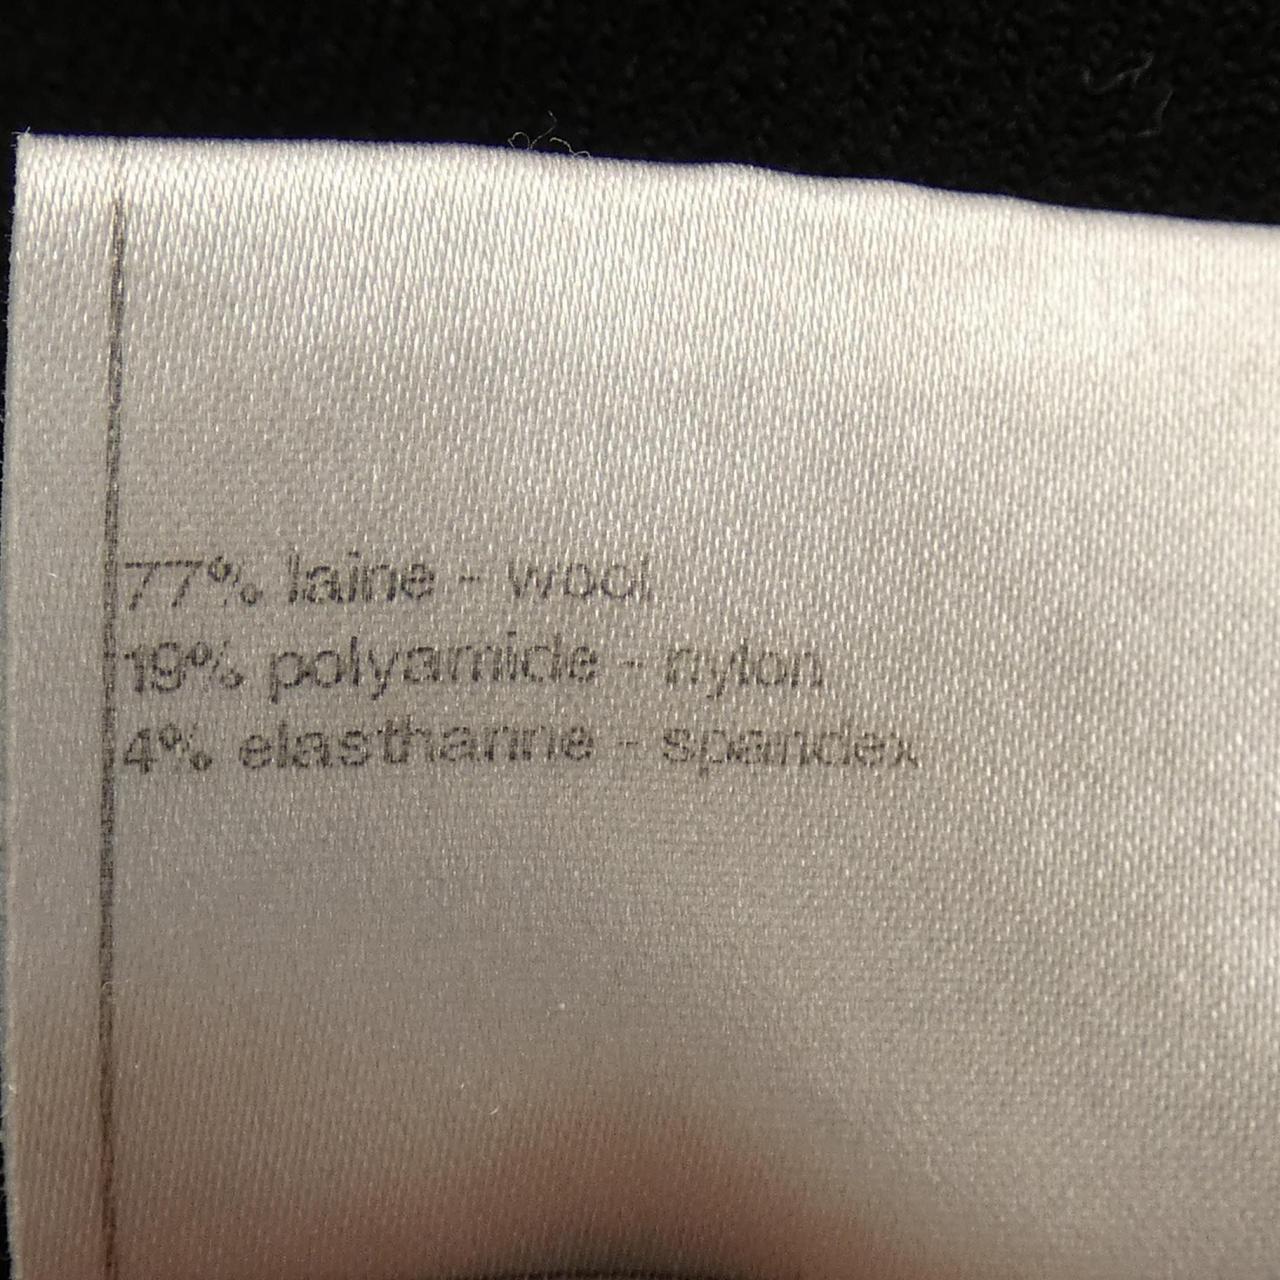 77% laine - wool
19% polyamide - nylon
4% elasthanne - spandex